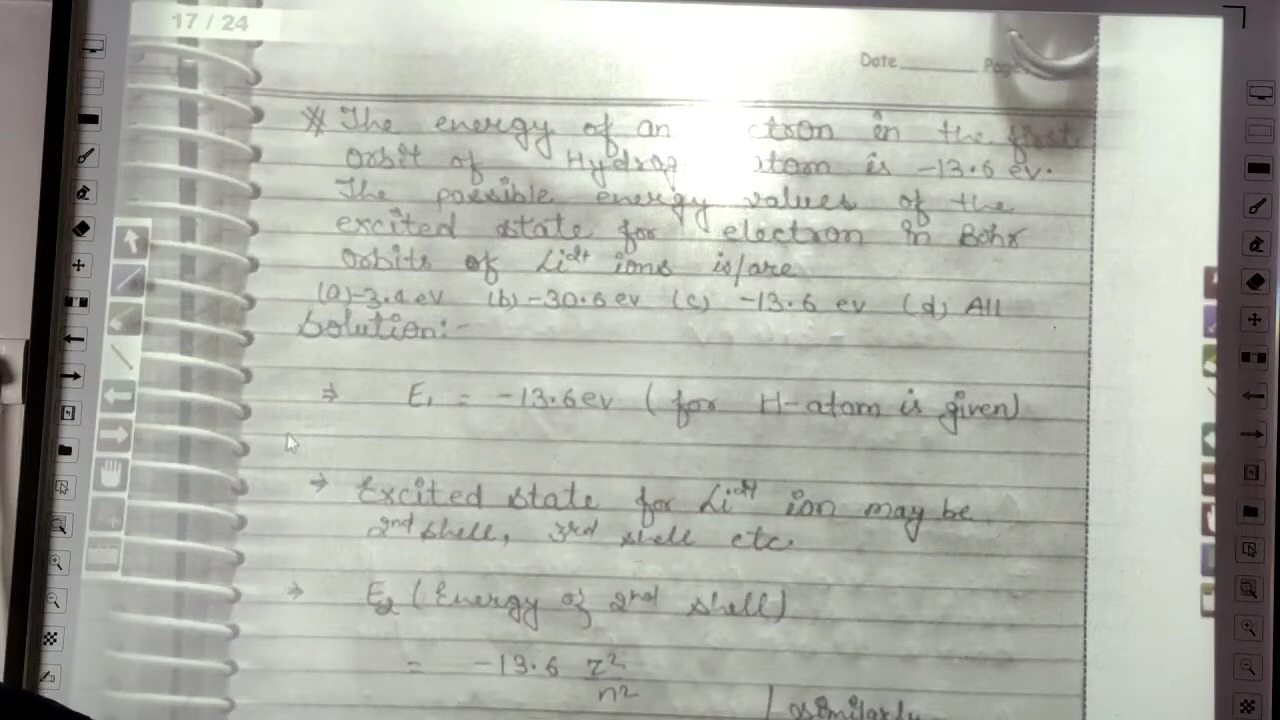 17 / 24
Date
※ The energy of an ctron in the first
orbit of Hydrog atom is -13.6 ev.
The possible energy values of the
excited state for electron in Bohr
orbits of Li²⁺ ions is/are
(a) -3.4 ev (b) -30.6 ev (c) -13.6 ev (d) All
Solution:-
⇒ E₁ = -13.6 ev ( for H-atom is given)
→ Excited state for Li²⁺ ion may be
2nd shell, 3rd shell etc.
→ E₂ (Energy of 2nd shell)
= -13.6 z²/n²
similarly